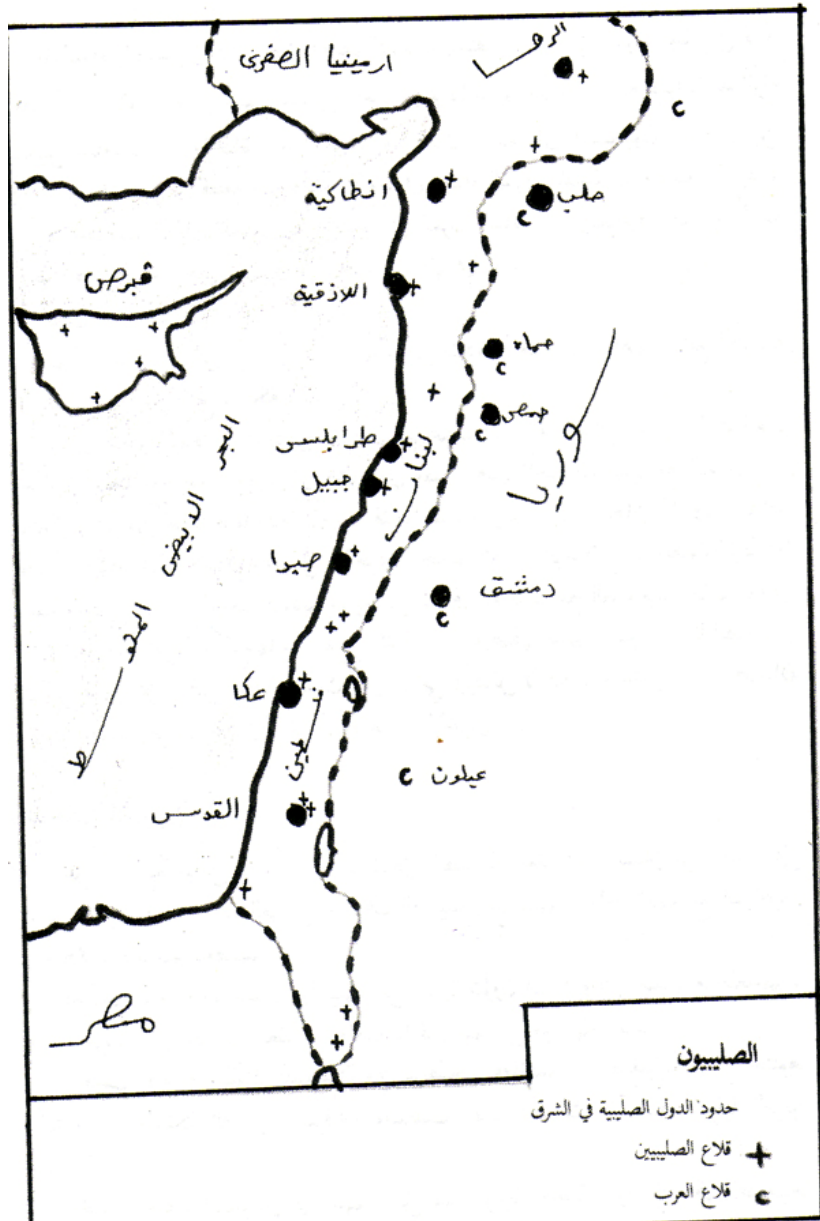 الرها
ارمينيا الصغرى
انطاكية
حلب
قبرص
اللاذقية
حماه
حمص
سوريا
طرابلس
لبنان
جبيل
البحر الابيض المتوسط
صيدا
دمشق
عكا
القدس
عجلون
مصر
الصليبيون
حدود الدول الصليبية في الشرق
+ قلاع الصليبيين
c قلاع العرب